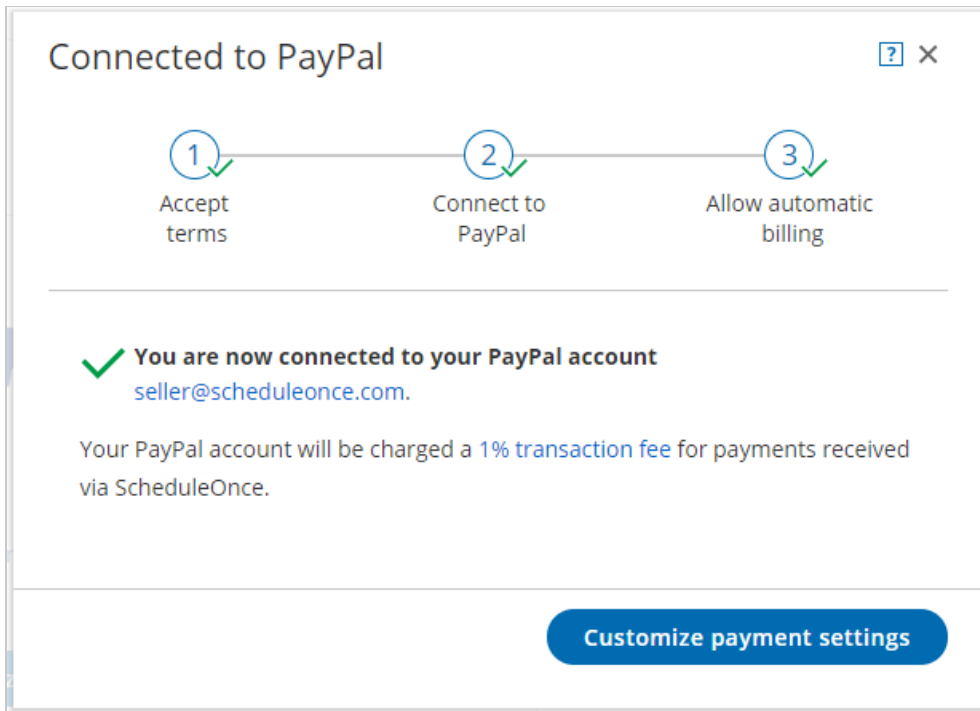 Connected to PayPal
?
1
2
3
Accept
terms
Connect to
PayPal
Allow automatic
billing
You are now connected to your PayPal account
seller@scheduleonce.com.
Your PayPal account will be charged a 1% transaction fee for payments received
via ScheduleOnce.
Customize payment settings